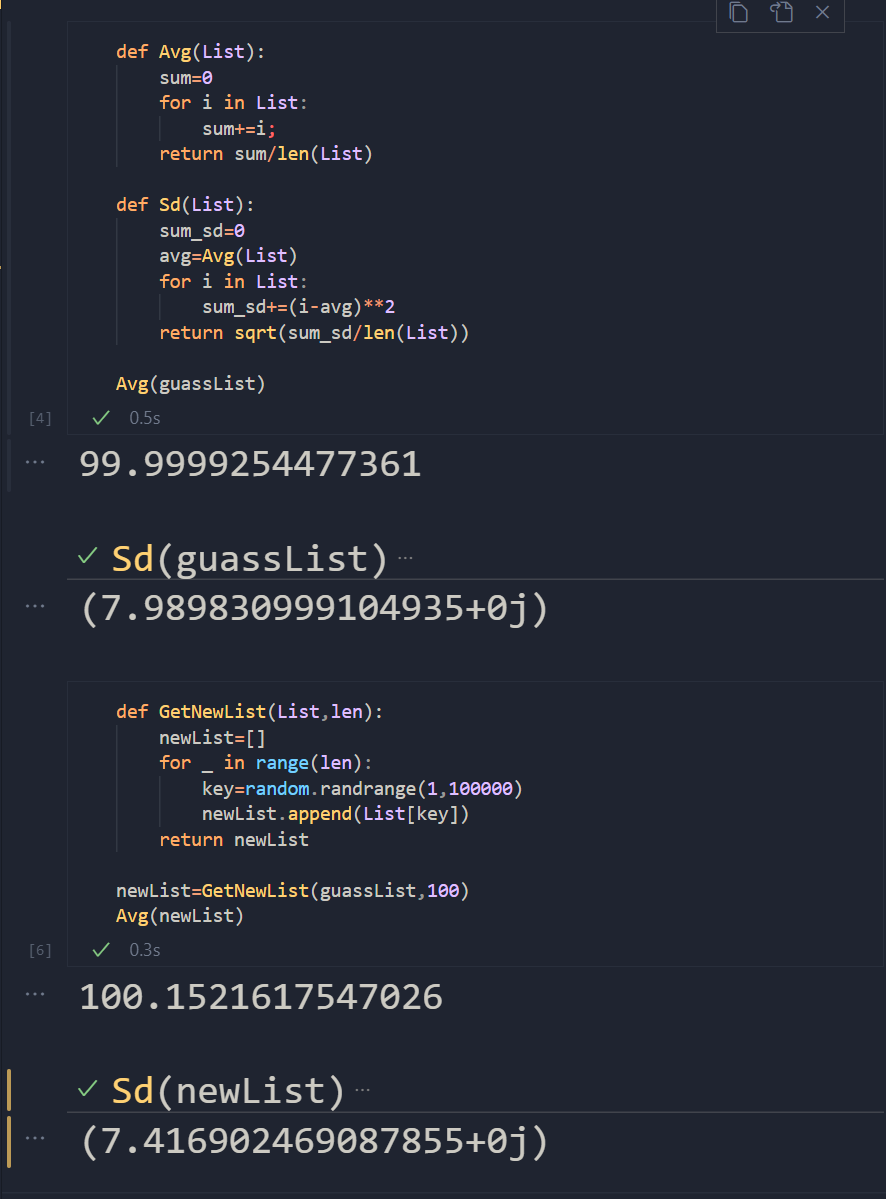 def Avg(List):
    sum=0
    for i in List:
        sum+=i;
    return sum/len(List)
def Sd(List):
    sum_sd=0
    avg=Avg(List)
    for i in List:
        sum_sd+=(i-avg)**2
    return sqrt(sum_sd/len(List))
Avg(guassList)
[4] ✓ 0.5s
... 99.9999254477361
✓ Sd(guassList) ...
... (7.989830999104935+0j)
def GetNewList(List,len):
    newList=[]
    for _ in range(len):
        key=random.randrange(1,100000)
        newList.append(List[key])
    return newList
newList=GetNewList(guassList,100)
Avg(newList)
[6] ✓ 0.3s
... 100.1521617547026
✓ Sd(newList) ...
... (7.416902469087855+0j)